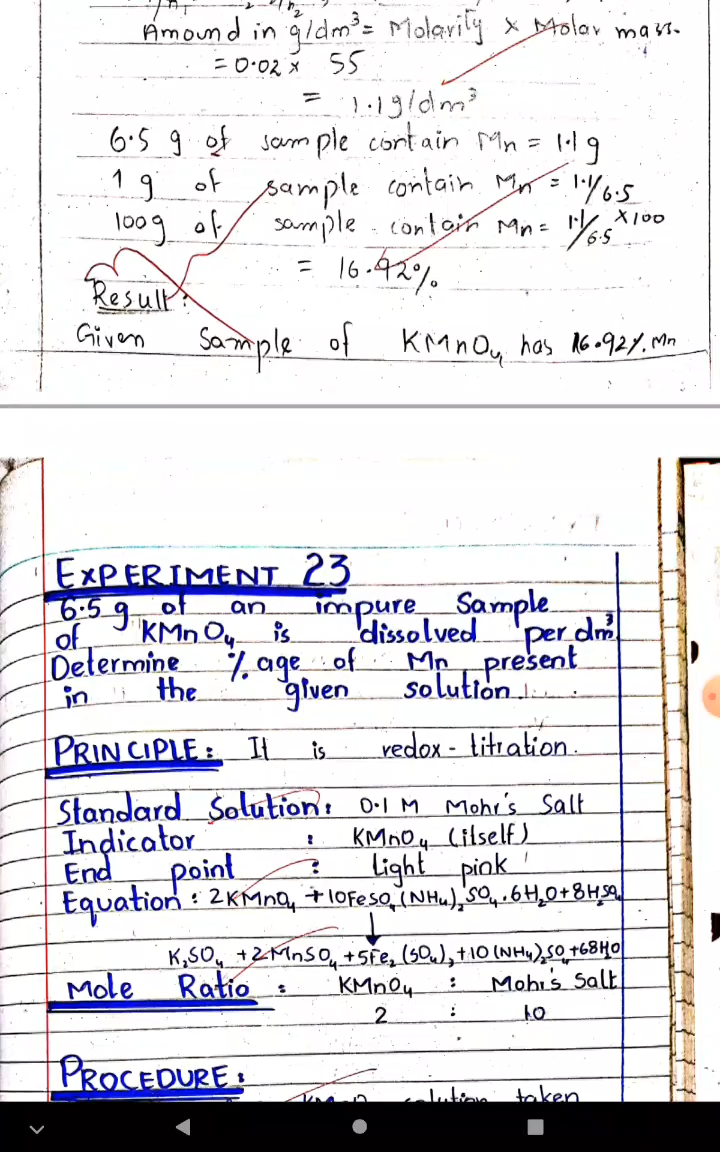 Amound in g/dm³= Molarity × Molar mass.
= 0.02 × 55
= 1.1g/dm³
6.5 g of sample contain Mn = 1.1 g
1 g of sample contain Mn = 1.1/6.5
100g of sample contain Mn = 1.1/6.5 ×100
= 16.92%
Result:
Given Sample of KMnO₄ has 16.92%. Mn
EXPERIMENT 23
6.5 g of an impure Sample
of KMnO₄ is dissolved per dm³
Determine %age of Mn present
in the given solution.
PRINCIPLE: It is redox-titration.
Standard Solution: 0.1 M Mohr's Salt
Indicator : KMnO₄ (itself)
End point : light pink
Equation: 2KMnO₄ + 10FeSO₄(NH₄)₂SO₄.6H₂O+8H₂SO₄
↓
K₂SO₄ +2MnSO₄+5Fe₂(SO₄)₃+10(NH₄)₂SO₄+68H₂O
Mole Ratio : KMnO₄ : Mohr's Salt
2 : 10
PROCEDURE:
solution taken